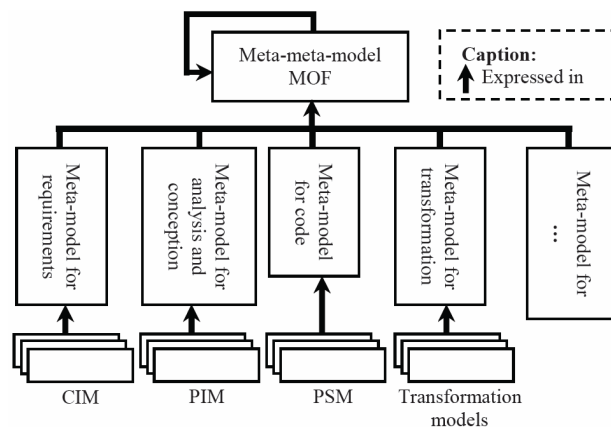 Meta-meta-model
MOF
Caption:
Expressed in
Meta-model for
requirements
Meta-model for
analysis and
conception
Meta-model
for code
Meta-model for
transformation
Meta-model for
...
CIM
PIM
PSM
Transformation
models